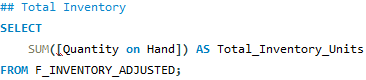 ## Total Inventory
SELECT
SUM([Quantity on Hand]) AS Total_Inventory_Units
FROM F_INVENTORY_ADJUSTED;